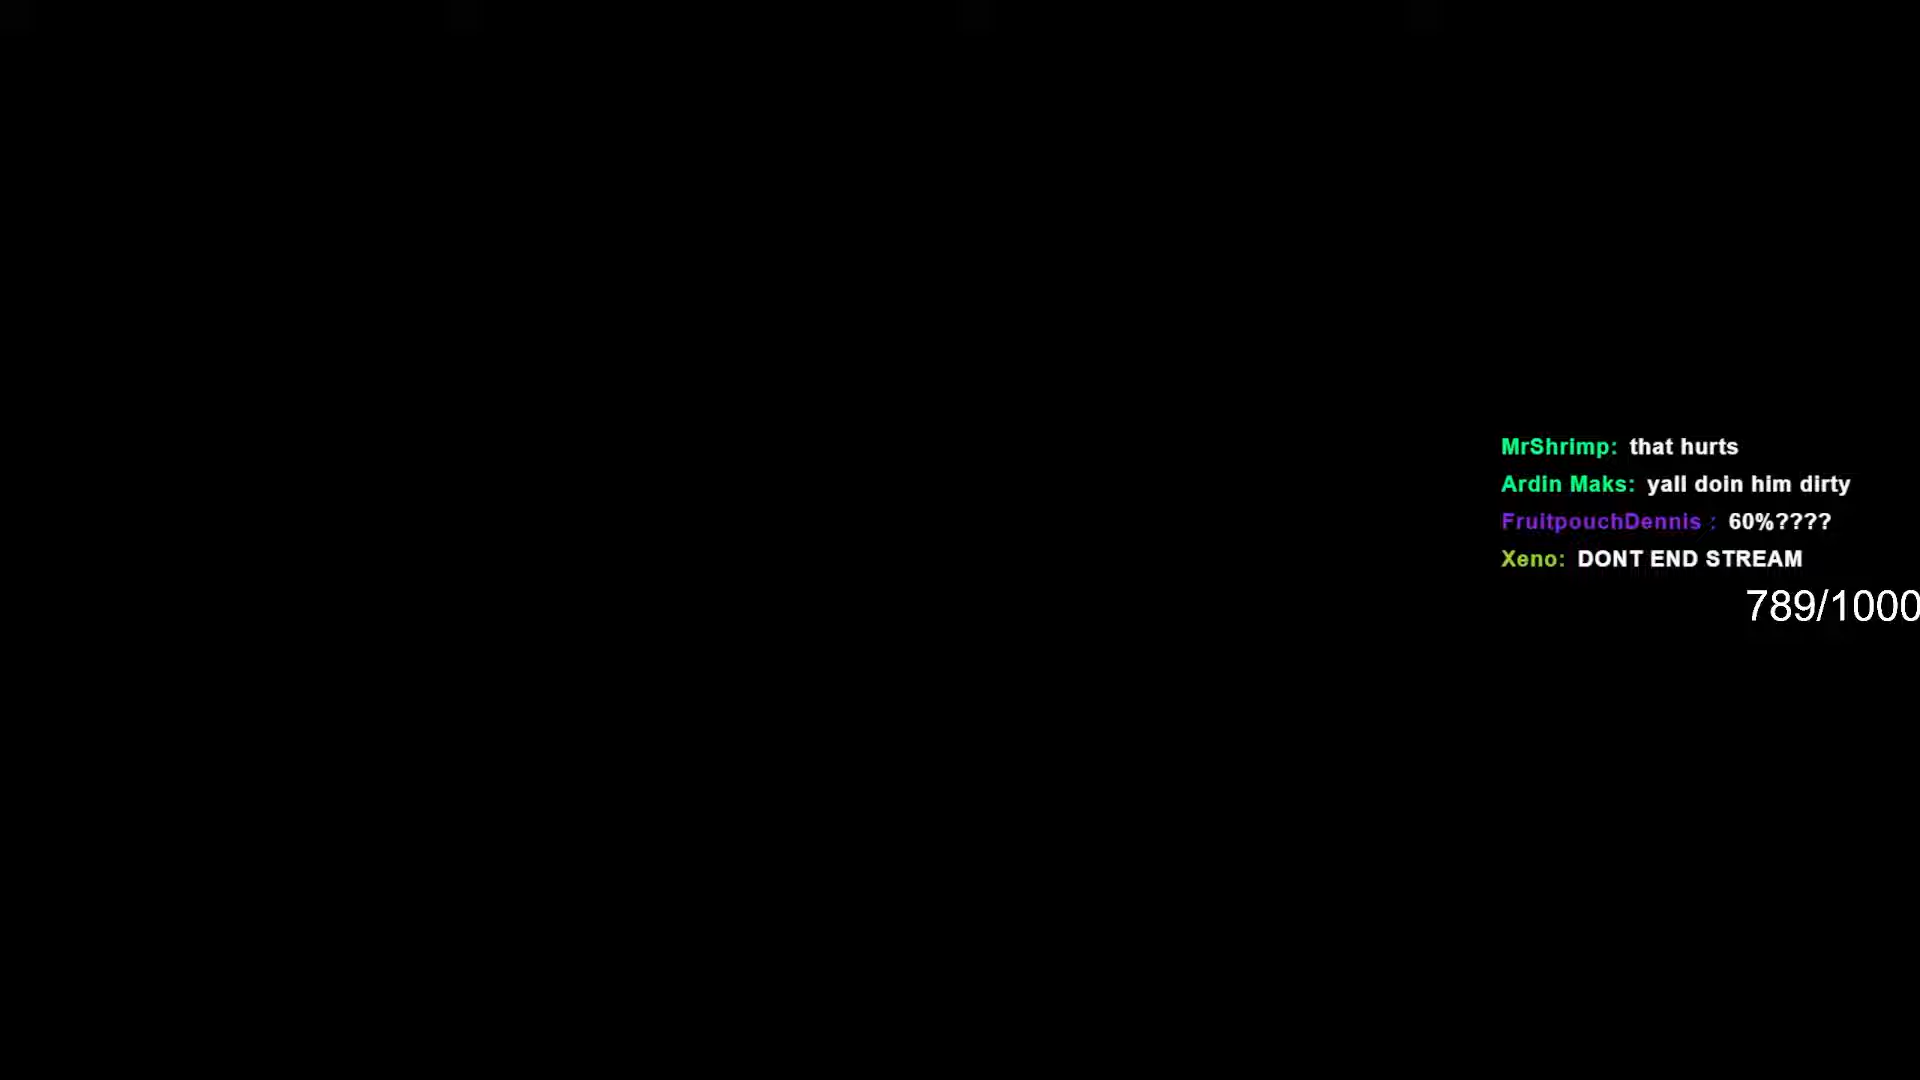 MrShrimp: that hurts
Ardin Maks: yall doin him dirty
FruitpouchDennis : 60%????
Xeno: DONT END STREAM
789/1000